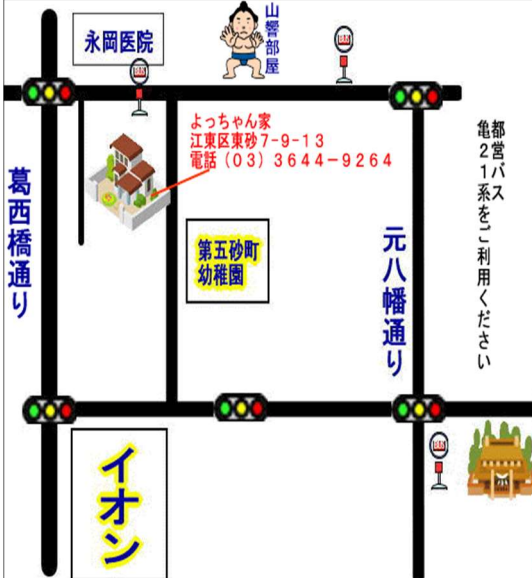 永岡医院
山響部屋
よっちゃん家
江東区東砂7-9-13
電話(03)3644-9264
葛西橋通り
第五砂町
幼稚園
元八幡通り
都営バス
亀21系をご利用ください
イオン